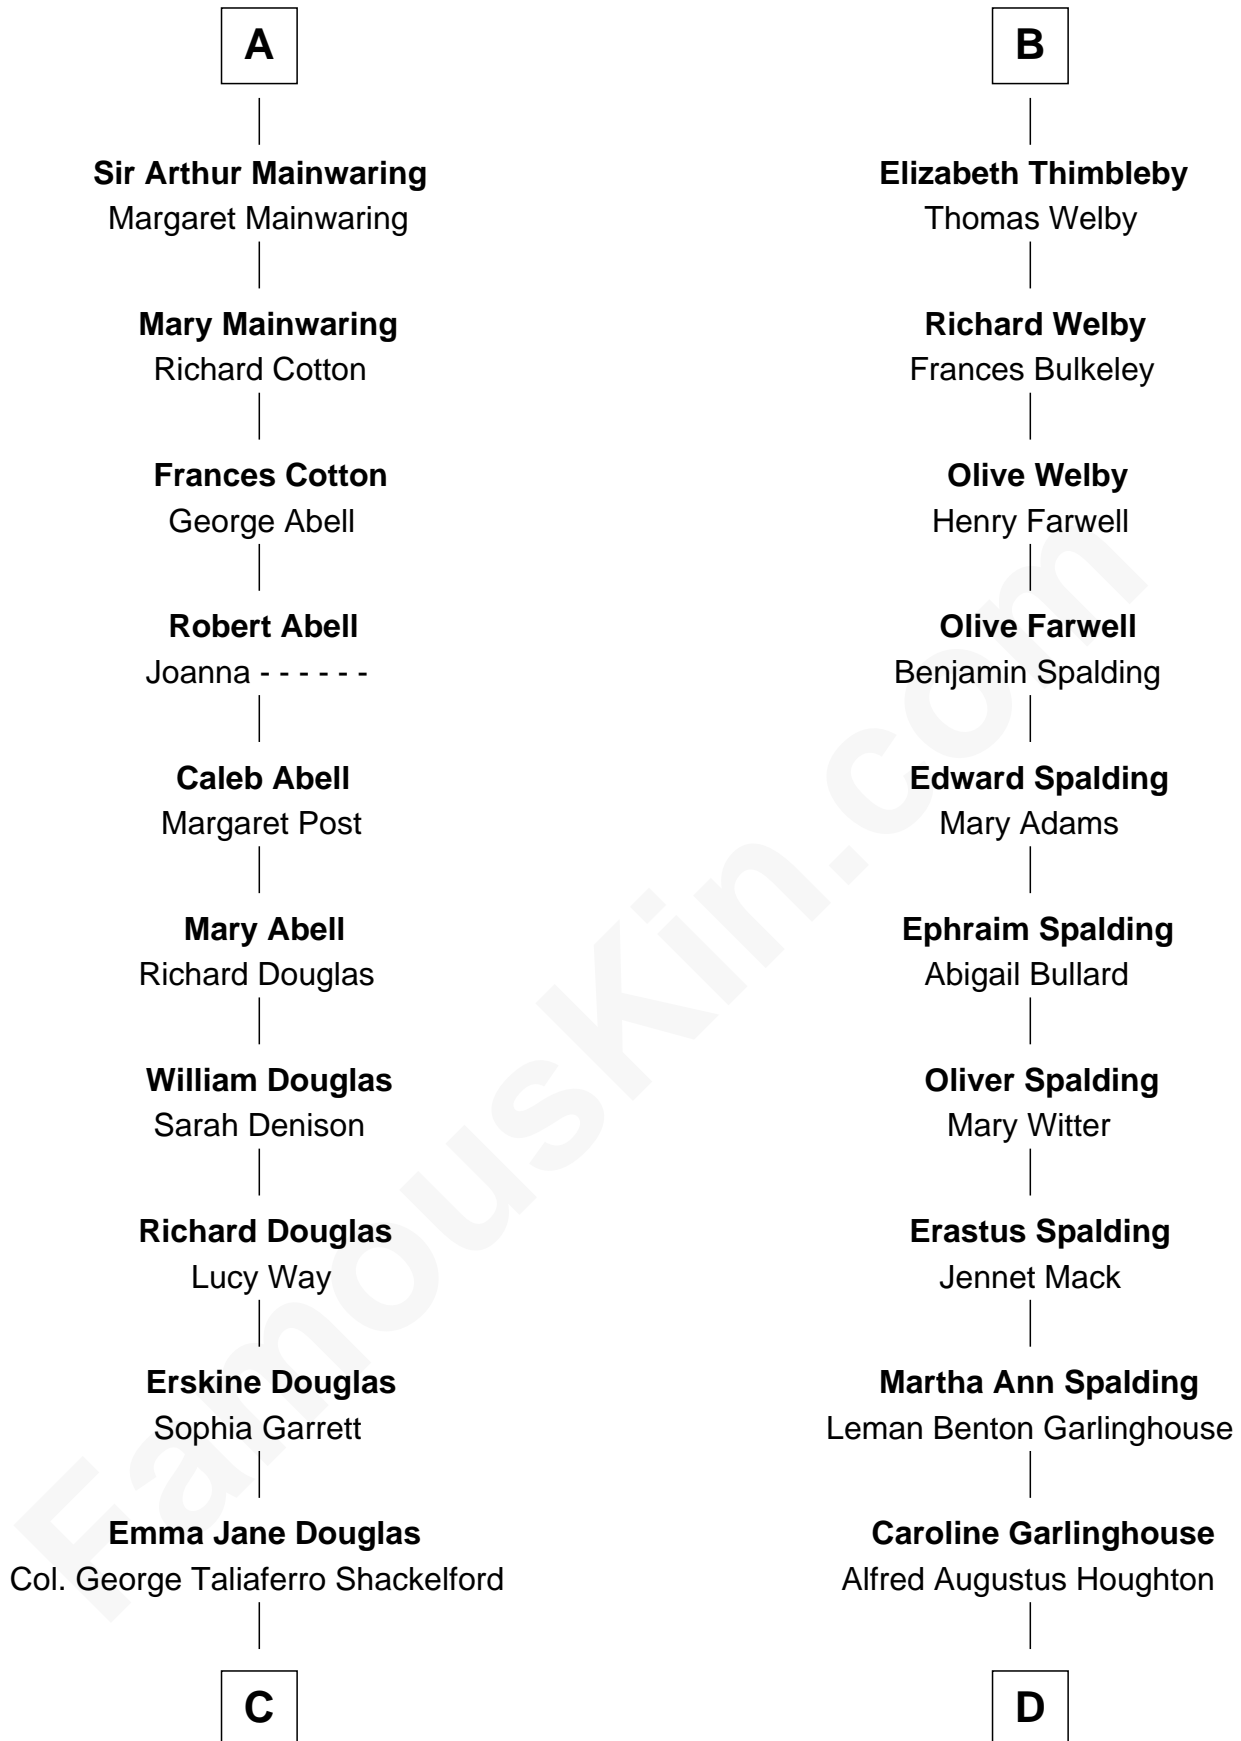 A
Sir Arthur Mainwaring
Margaret Mainwaring
Mary Mainwaring
Richard Cotton
Frances Cotton
George Abell
Robert Abell
Joanna - - - - - -
Caleb Abell
Margaret Post
Mary Abell
Richard Douglas
William Douglas
Sarah Denison
Richard Douglas
Lucy Way
Erskine Douglas
Sophia Garrett
Emma Jane Douglas
Col. George Taliaferro Shackelford
C
B
Elizabeth Thimbleby
Thomas Welby
Richard Welby
Frances Bulkeley
Olive Welby
Henry Farwell
Olive Farwell
Benjamin Spalding
Edward Spalding
Mary Adams
Ephraim Spalding
Abigail Bullard
Oliver Spalding
Mary Witter
Erastus Spalding
Jennet Mack
Martha Ann Spalding
Leman Benton Garlinghouse
Caroline Garlinghouse
Alfred Augustus Houghton
D
FamousKin.com